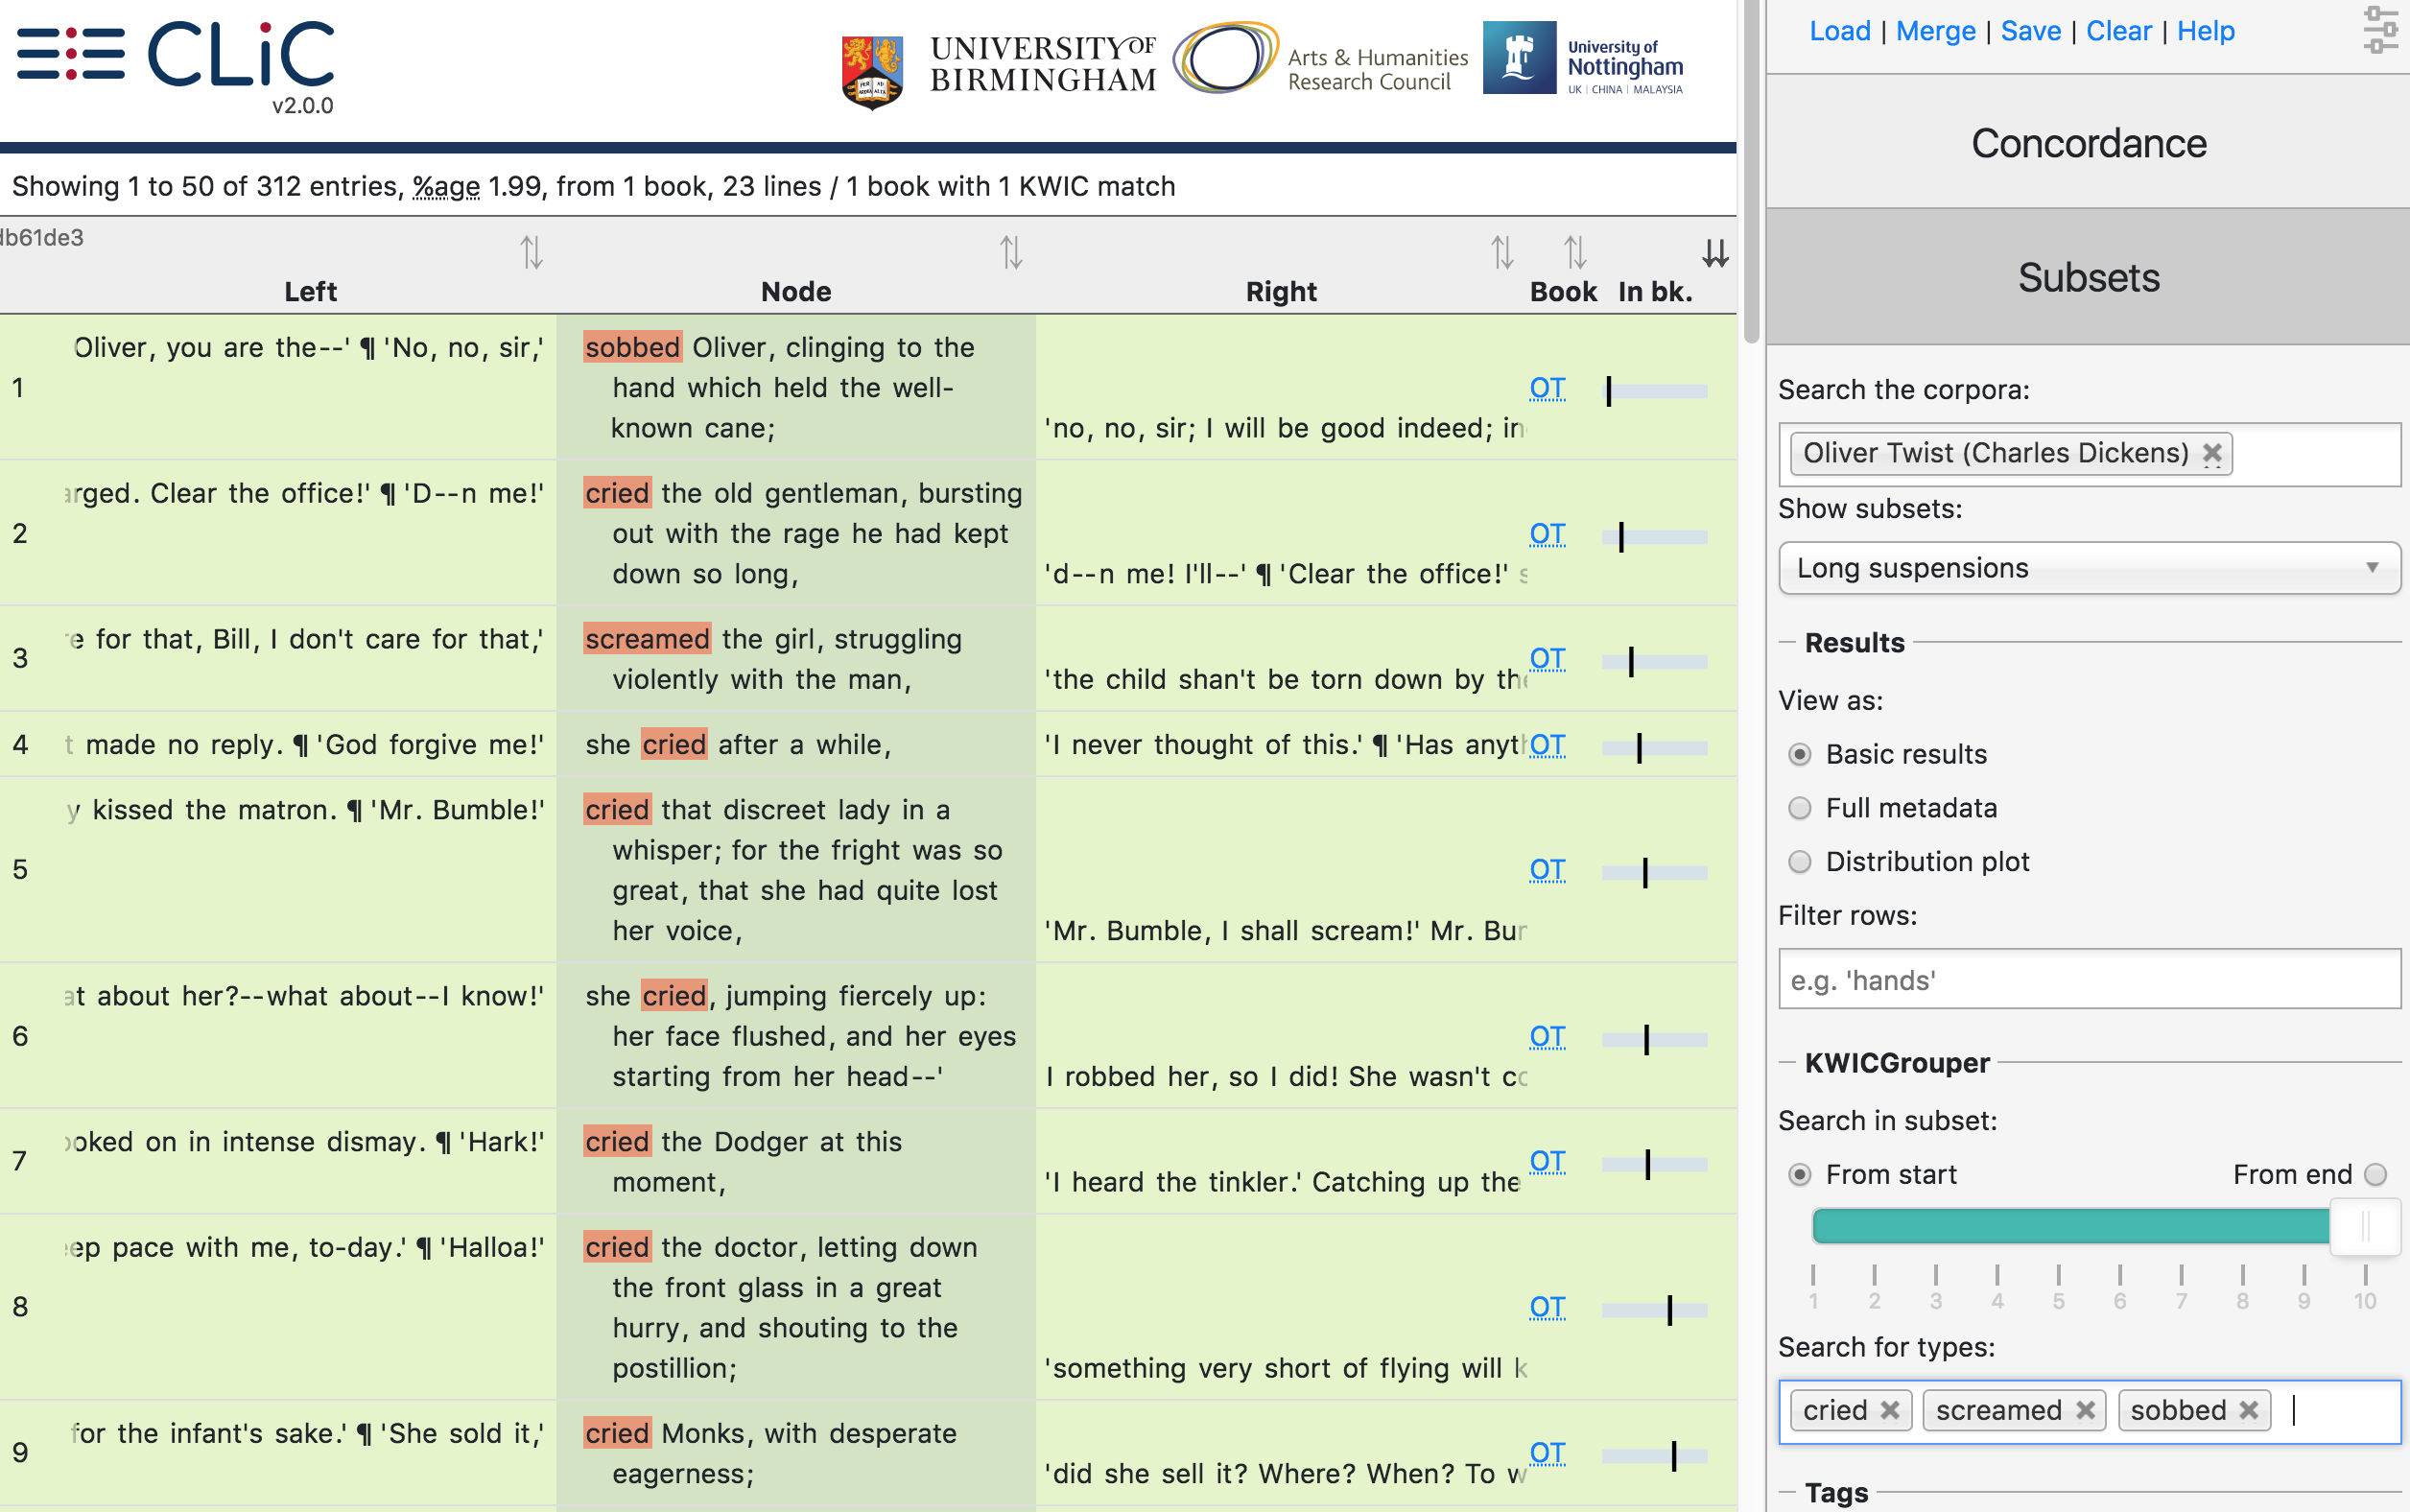 CLiC
v2.0.0
UNIVERSITY OF
BIRMINGHAM
Arts & Humanities
Research Council
University of
Nottingham
UK | CHINA | MALAYSIA
Showing 1 to 50 of 312 entries, %age 1.99, from 1 book, 23 lines / 1 book with 1 KWIC match
db61de3
Left Node Right Book In bk.
1 Oliver, you are the--' ¶ 'No, no, sir,' sobbed Oliver, clinging to the
hand which held the well-
known cane; 'no, no, sir; I will be good indeed; in OT
2 arged. Clear the office!' ¶ 'D--n me!' cried the old gentleman, bursting
out with the rage he had kept
down so long, 'd--n me! I'll--' ¶ 'Clear the office!' s OT
3 e for that, Bill, I don't care for that,' screamed the girl, struggling
violently with the man, 'the child shan't be torn down by the OT
4 t made no reply. ¶ 'God forgive me!' she cried after a while, 'I never thought of this.' ¶ 'Has anyth OT
5 y kissed the matron. ¶ 'Mr. Bumble!' cried that discreet lady in a
whisper; for the fright was so
great, that she had quite lost
her voice, 'Mr. Bumble, I shall scream!' Mr. Bur OT
6 at about her?--what about--I know!' she cried, jumping fiercely up:
her face flushed, and her eyes
starting from her head--' I robbed her, so I did! She wasn't co OT
7 ooked on in intense dismay. ¶ 'Hark!' cried the Dodger at this
moment, 'I heard the tinkler.' Catching up the OT
8 eep pace with me, to-day.' ¶ 'Halloa!' cried the doctor, letting down
the front glass in a great
hurry, and shouting to the
postillion; 'something very short of flying will k OT
9 for the infant's sake.' ¶ 'She sold it,' cried Monks, with desperate
eagerness; 'did she sell it? Where? When? To w OT
Load | Merge | Save | Clear | Help
Concordance
Subsets
Search the corpora:
Oliver Twist (Charles Dickens)
Show subsets:
Long suspensions
Results
View as:
Basic results
Full metadata
Distribution plot
Filter rows:
e.g. 'hands'
KWICGrouper
Search in subset:
From start From end
1 2 3 4 5 6 7 8 9 10
Search for types:
cried screamed sobbed
Tags